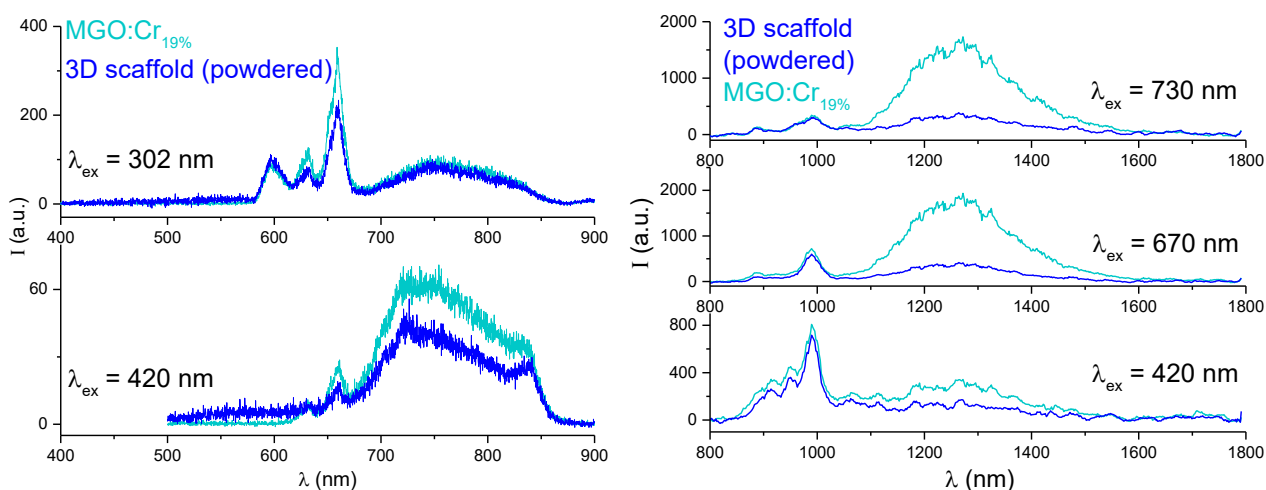 400
200
0
I (a.u.)
MGO:Cr19%
3D scaffold (powdered)
λex = 302 nm
400 500 600 700 800 900
60
0
λex = 420 nm
400 500 600 700 800 900
λ (nm)
2000
1000
0
I (a.u.)
3D scaffold
(powdered)
MGO:Cr19%
λex = 730 nm
800 1000 1200 1400 1600 1800
2000
1000
0
λex = 670 nm
800 1000 1200 1400 1600 1800
800
400
0
λex = 420 nm
800 1000 1200 1400 1600 1800
λ (nm)